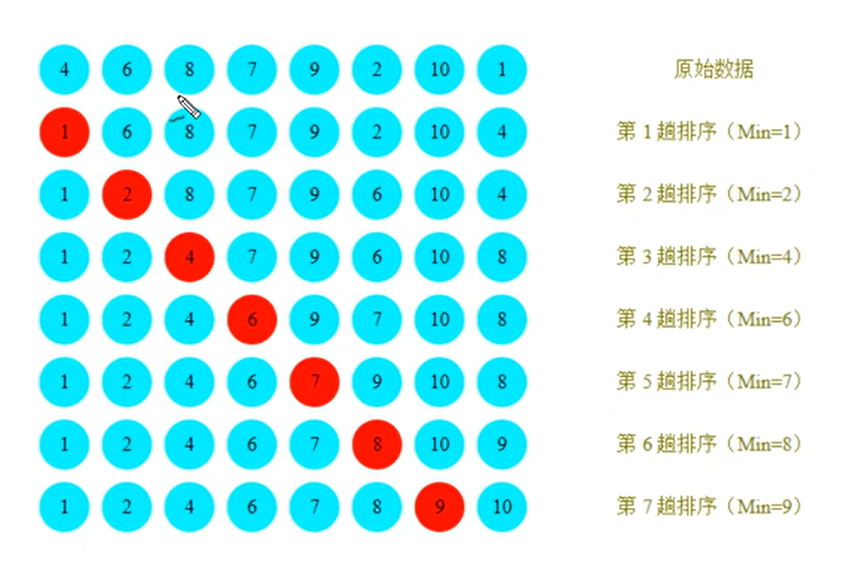 4 6 8 7 9 2 10 1 原始数据
1 6 8 7 9 2 10 4 第 1 趟排序（Min=1）
1 2 8 7 9 6 10 4 第 2 趟排序（Min=2）
1 2 4 7 9 6 10 8 第 3 趟排序（Min=4）
1 2 4 6 9 7 10 8 第 4 趟排序（Min=6）
1 2 4 6 7 9 10 8 第 5 趟排序（Min=7）
1 2 4 6 7 8 10 9 第 6 趟排序（Min=8）
1 2 4 6 7 8 9 10 第 7 趟排序（Min=9）